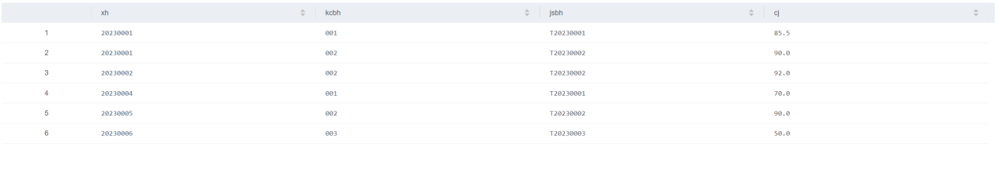 xh kcbh jsbh cj
1 20230001 001 T20230001 85.5
2 20230001 002 T20230002 90.0
3 20230002 002 T20230002 92.0
4 20230004 001 T20230001 70.0
5 20230005 002 T20230002 90.0
6 20230006 003 T20230003 50.0